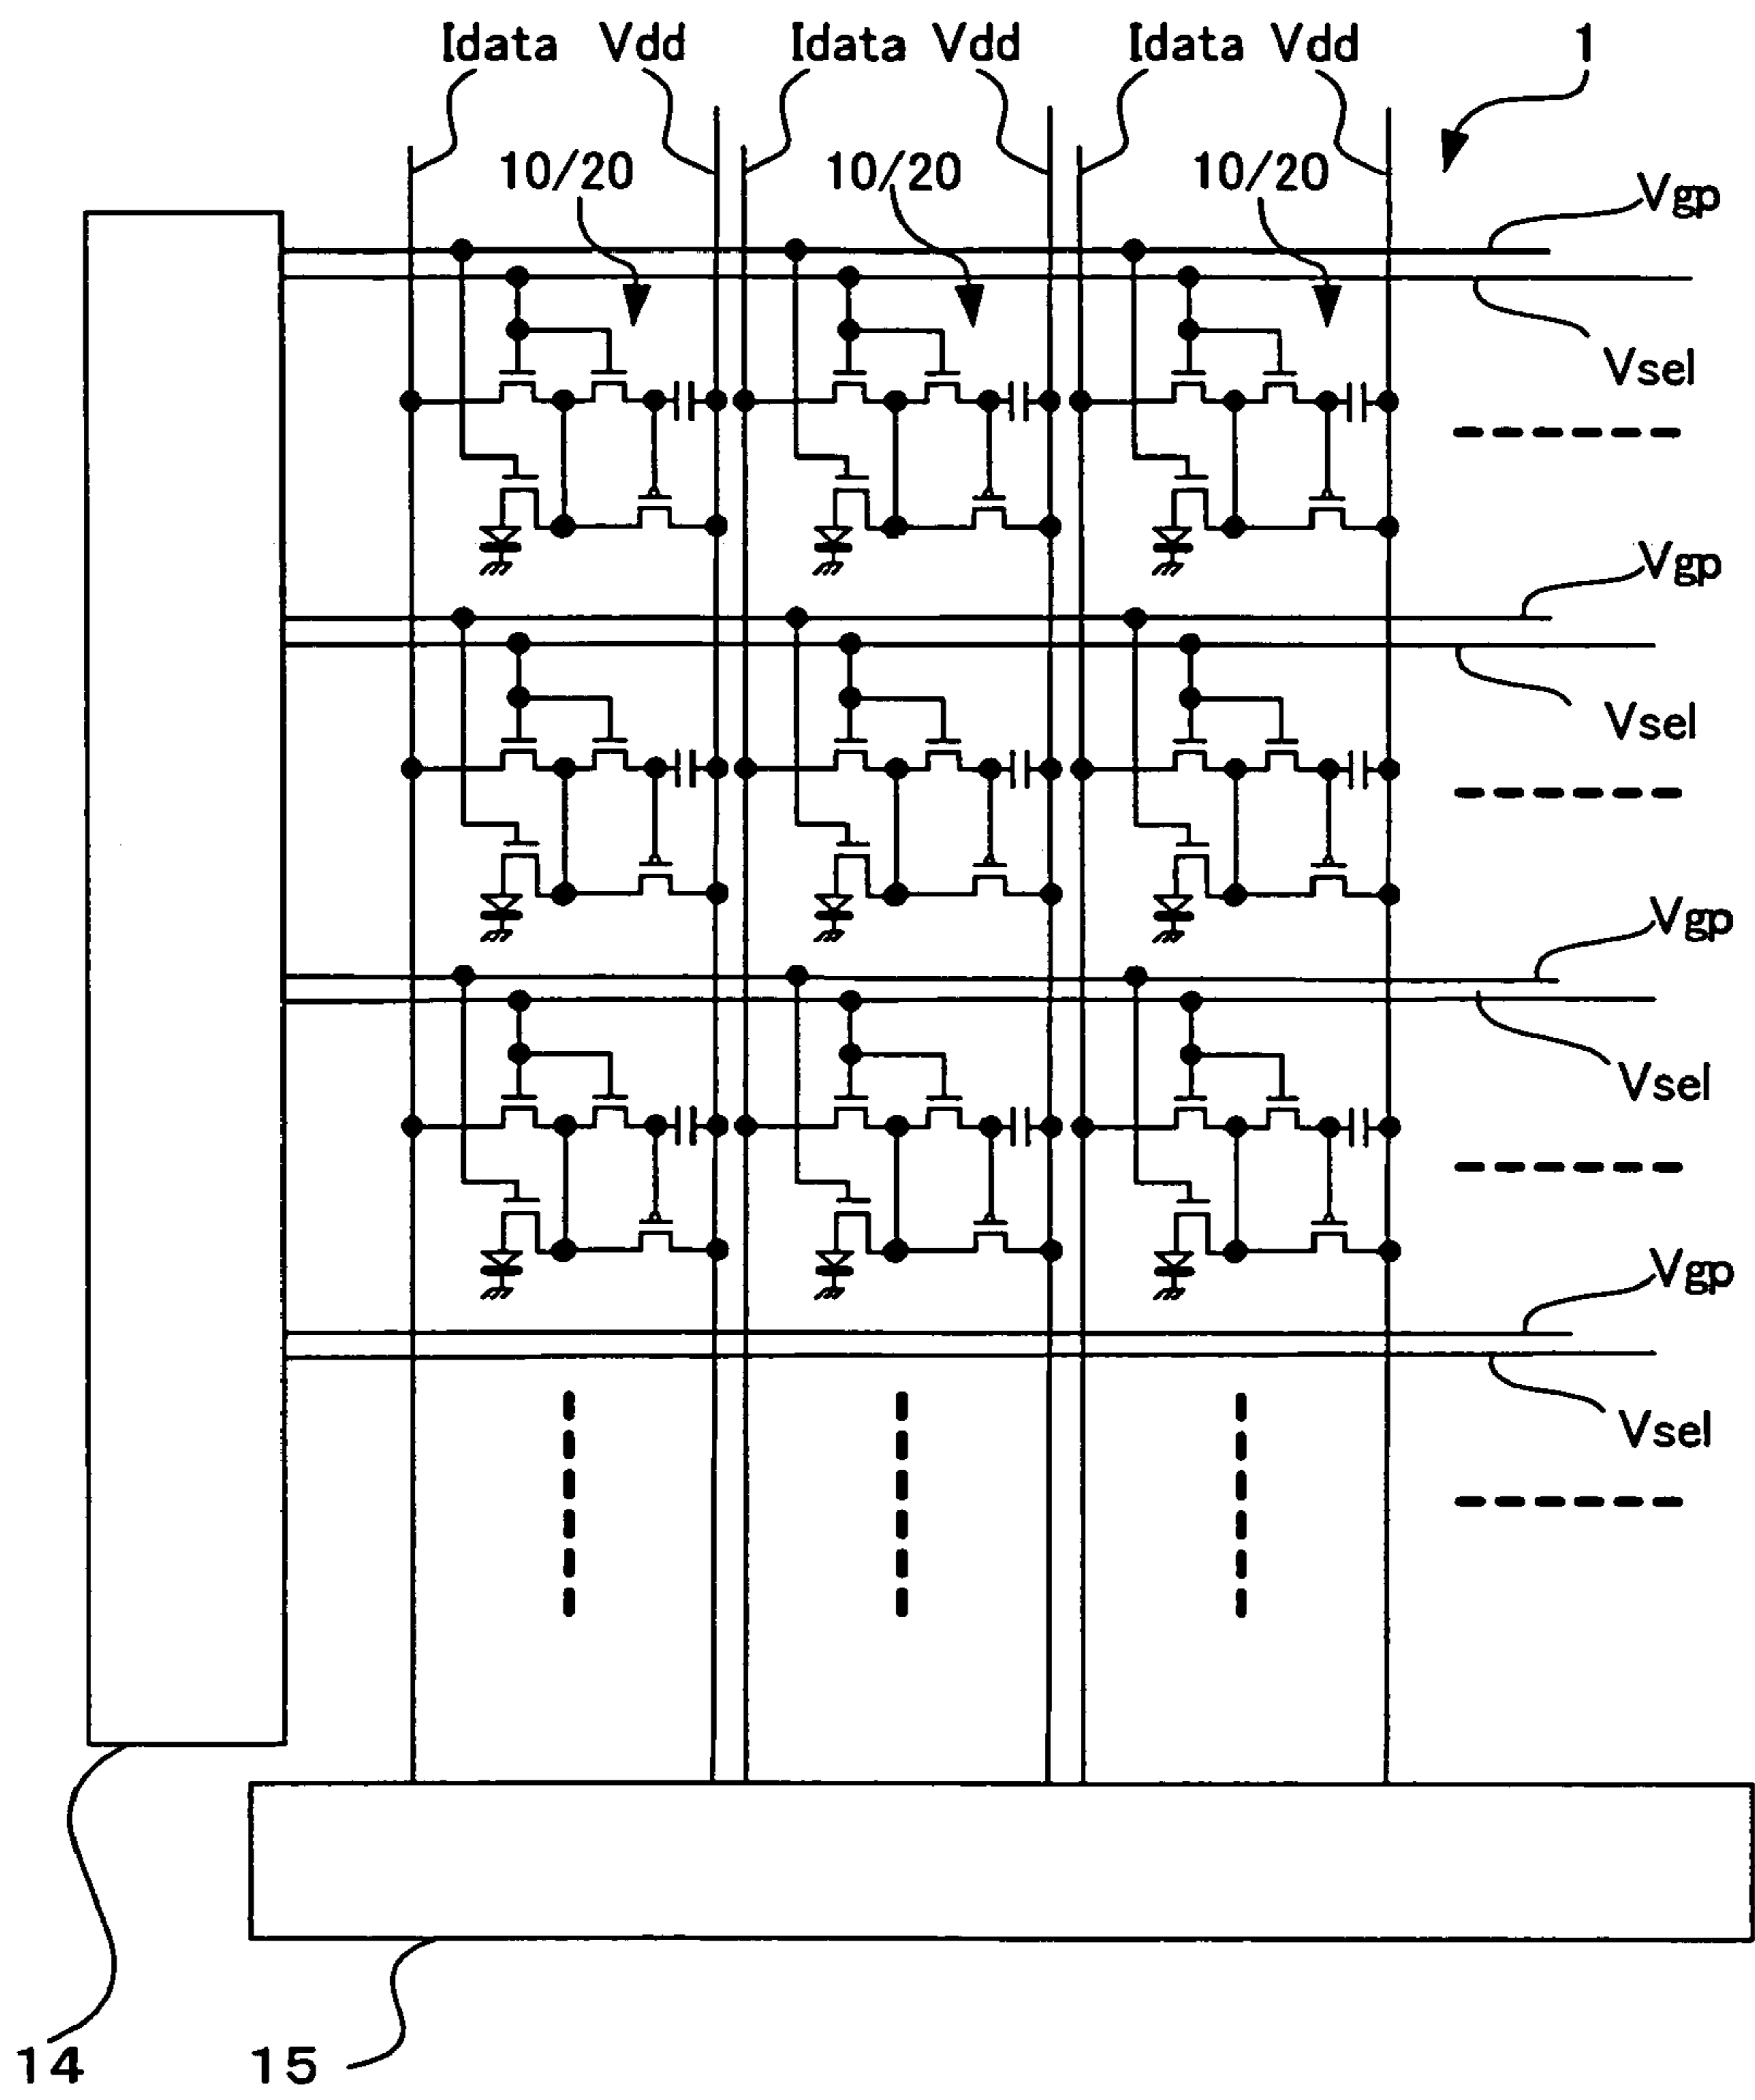 Idata Vdd Idata Vdd Idata Vdd 1
10/20 10/20 10/20
Vgp
Vsel
Vgp
Vsel
Vgp
Vsel
Vgp
Vsel
14 15